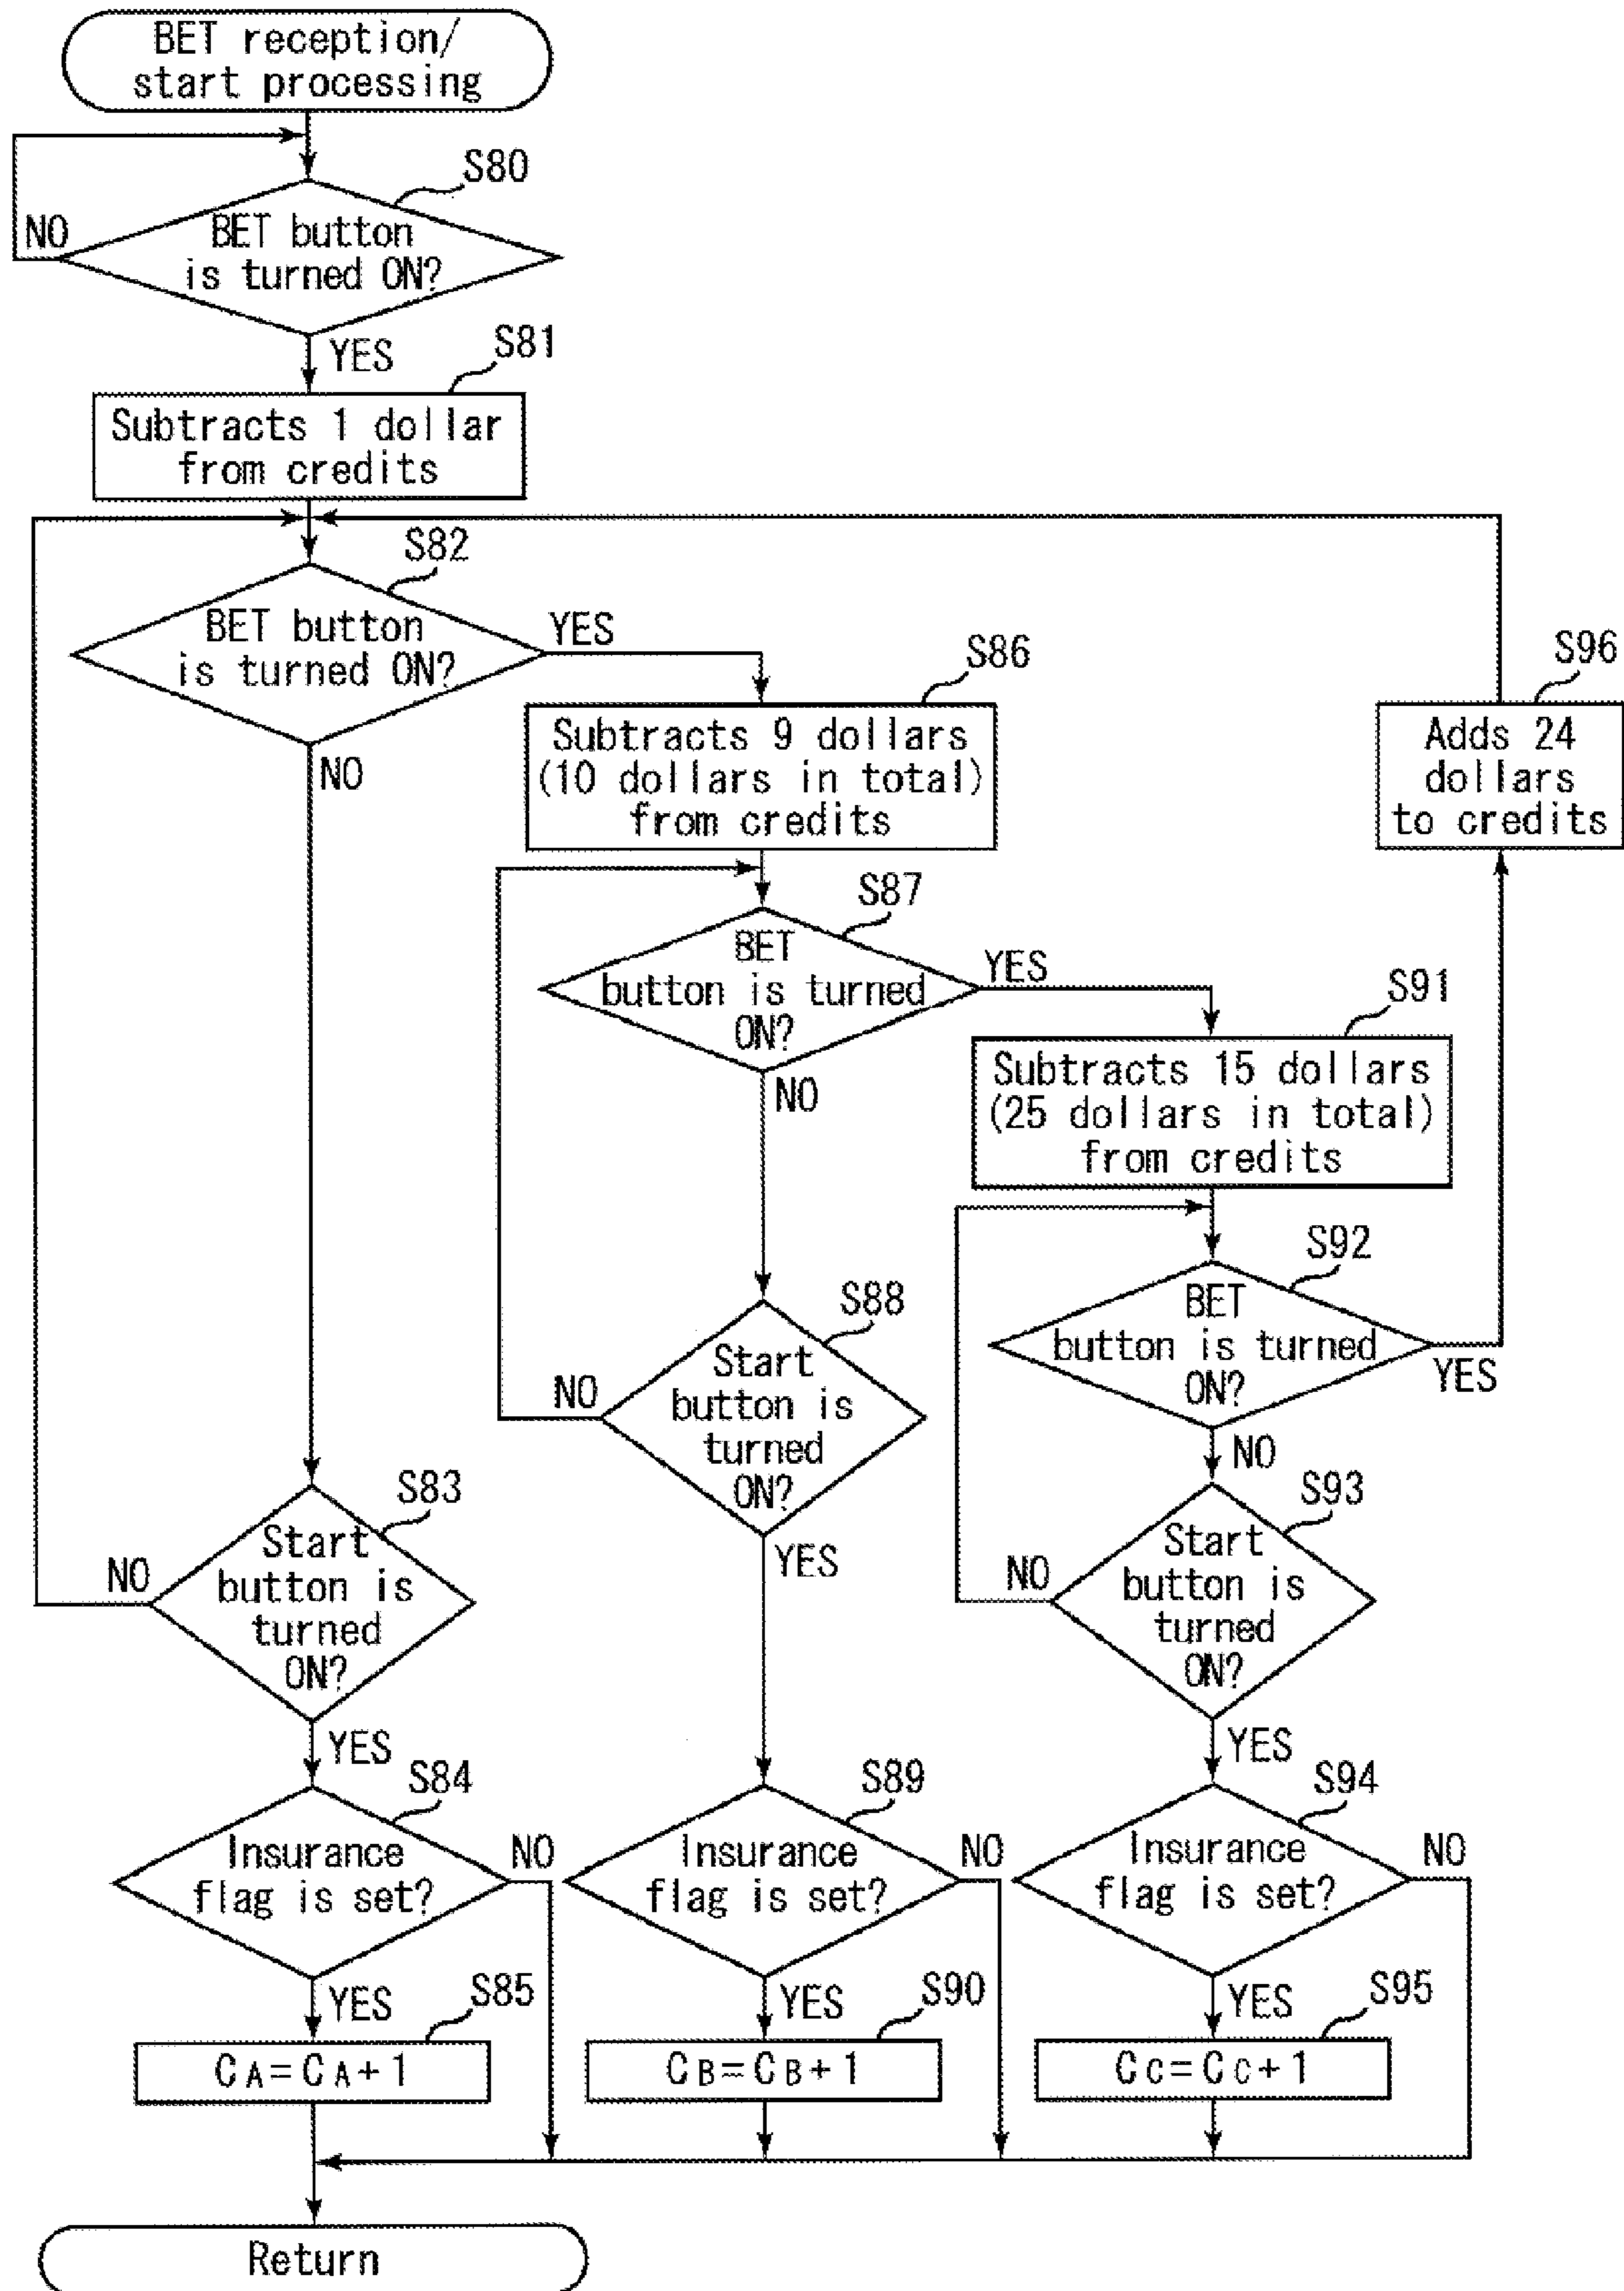 BET reception/
start processing
S80
NO
BET button
is turned ON?
YES
S81
Subtracts 1 dollar
from credits
S82
BET button
is turned ON?
YES
NO
S86
Subtracts 9 dollars
(10 dollars in total)
from credits
S96
Adds 24
dollars
to credits
S87
BET
button is turned
ON?
YES
NO
S91
Subtracts 15 dollars
(25 dollars in total)
from credits
S92
BET
button is turned
ON?
YES
NO
S88
Start
button is
turned
ON?
NO
YES
S83
Start
button is
turned
ON?
NO
YES
S93
Start
button is
turned
ON?
NO
YES
S84
Insurance
flag is set?
NO
YES
S89
Insurance
flag is set?
NO
YES
S94
Insurance
flag is set?
NO
YES
S85
CA=CA+1
S90
CB=CB+1
S95
CC=CC+1
Return